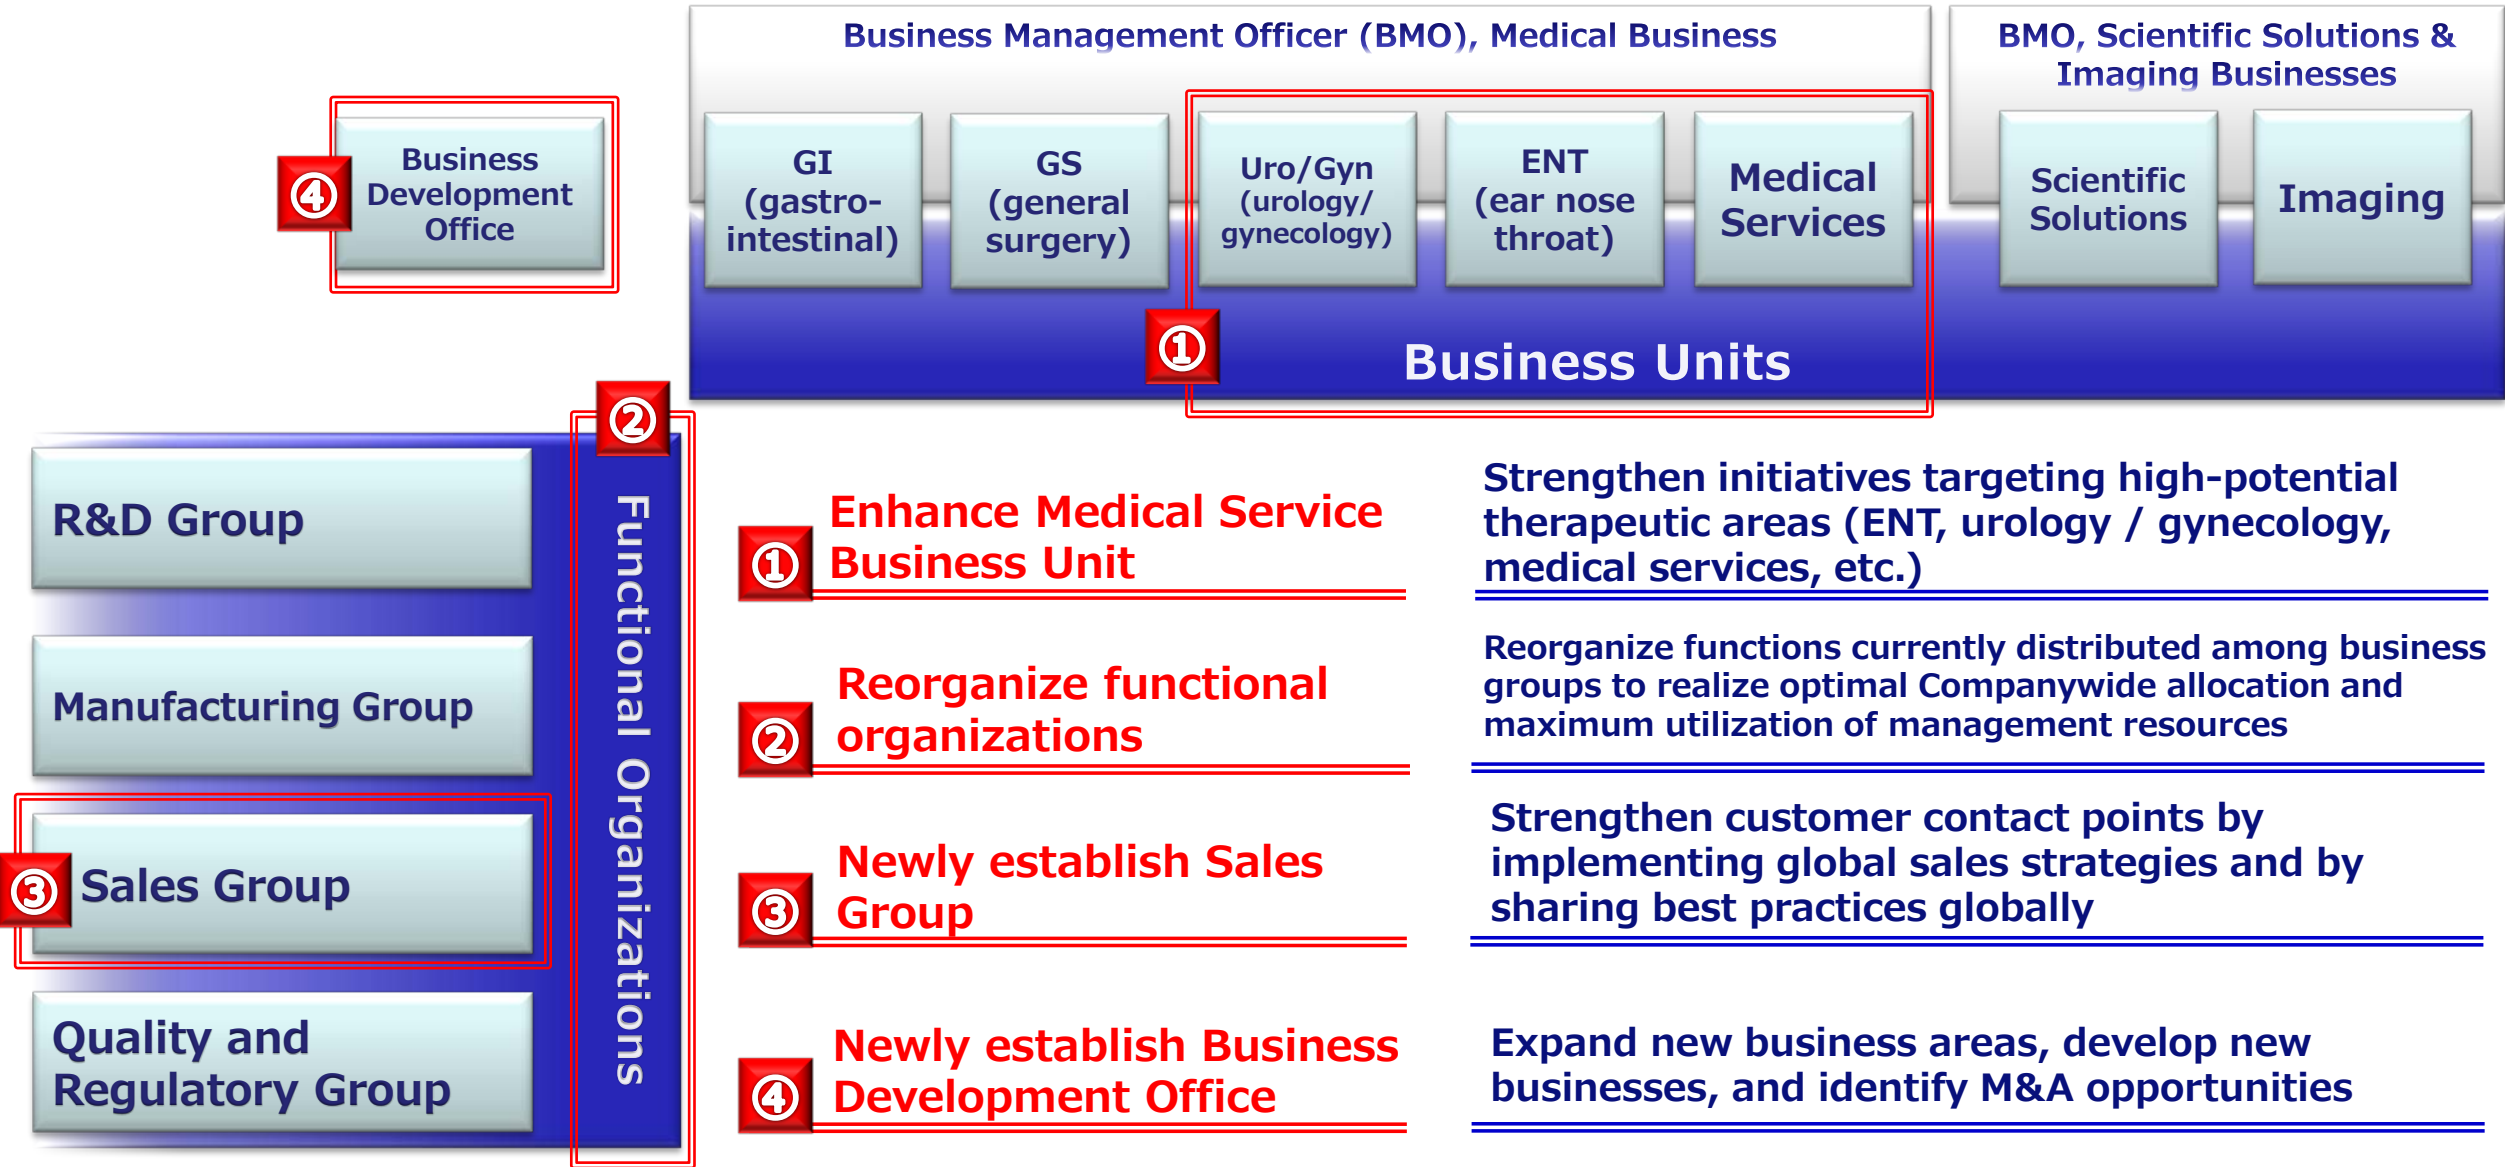 Business Management Officer (BMO), Medical Business
BMO, Scientific Solutions &
Imaging Businesses
④
Business
Development
Office
GI
(gastro-
intestinal)
GS
(general
surgery)
Uro/Gyn
(urology/
gynecology)
ENT
(ear nose
throat)
Medical
Services
Scientific
Solutions
Imaging
①
Business Units
②
Functional Organizations
R&D Group
Manufacturing Group
③
Sales Group
Quality and
Regulatory Group
①
Enhance Medical Service
Business Unit
Strengthen initiatives targeting high-potential
therapeutic areas (ENT, urology / gynecology,
medical services, etc.)
②
Reorganize functional
organizations
Reorganize functions currently distributed among business
groups to realize optimal Companywide allocation and
maximum utilization of management resources
③
Newly establish Sales
Group
Strengthen customer contact points by
implementing global sales strategies and by
sharing best practices globally
④
Newly establish Business
Development Office
Expand new business areas, develop new
businesses, and identify M&A opportunities